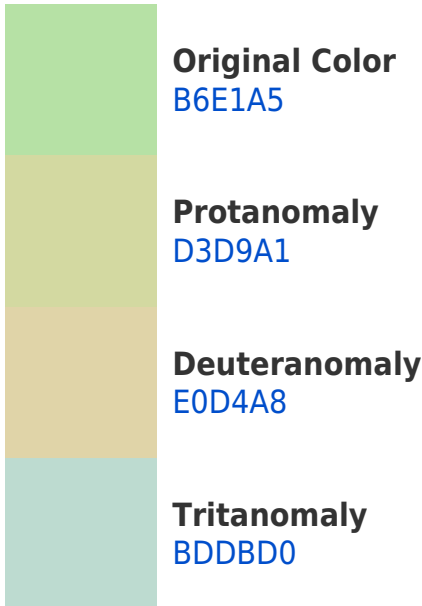 Original Color
B6E1A5
Protanomaly
D3D9A1
Deuteranomaly
E0D4A8
Tritanomaly
BDDBD0